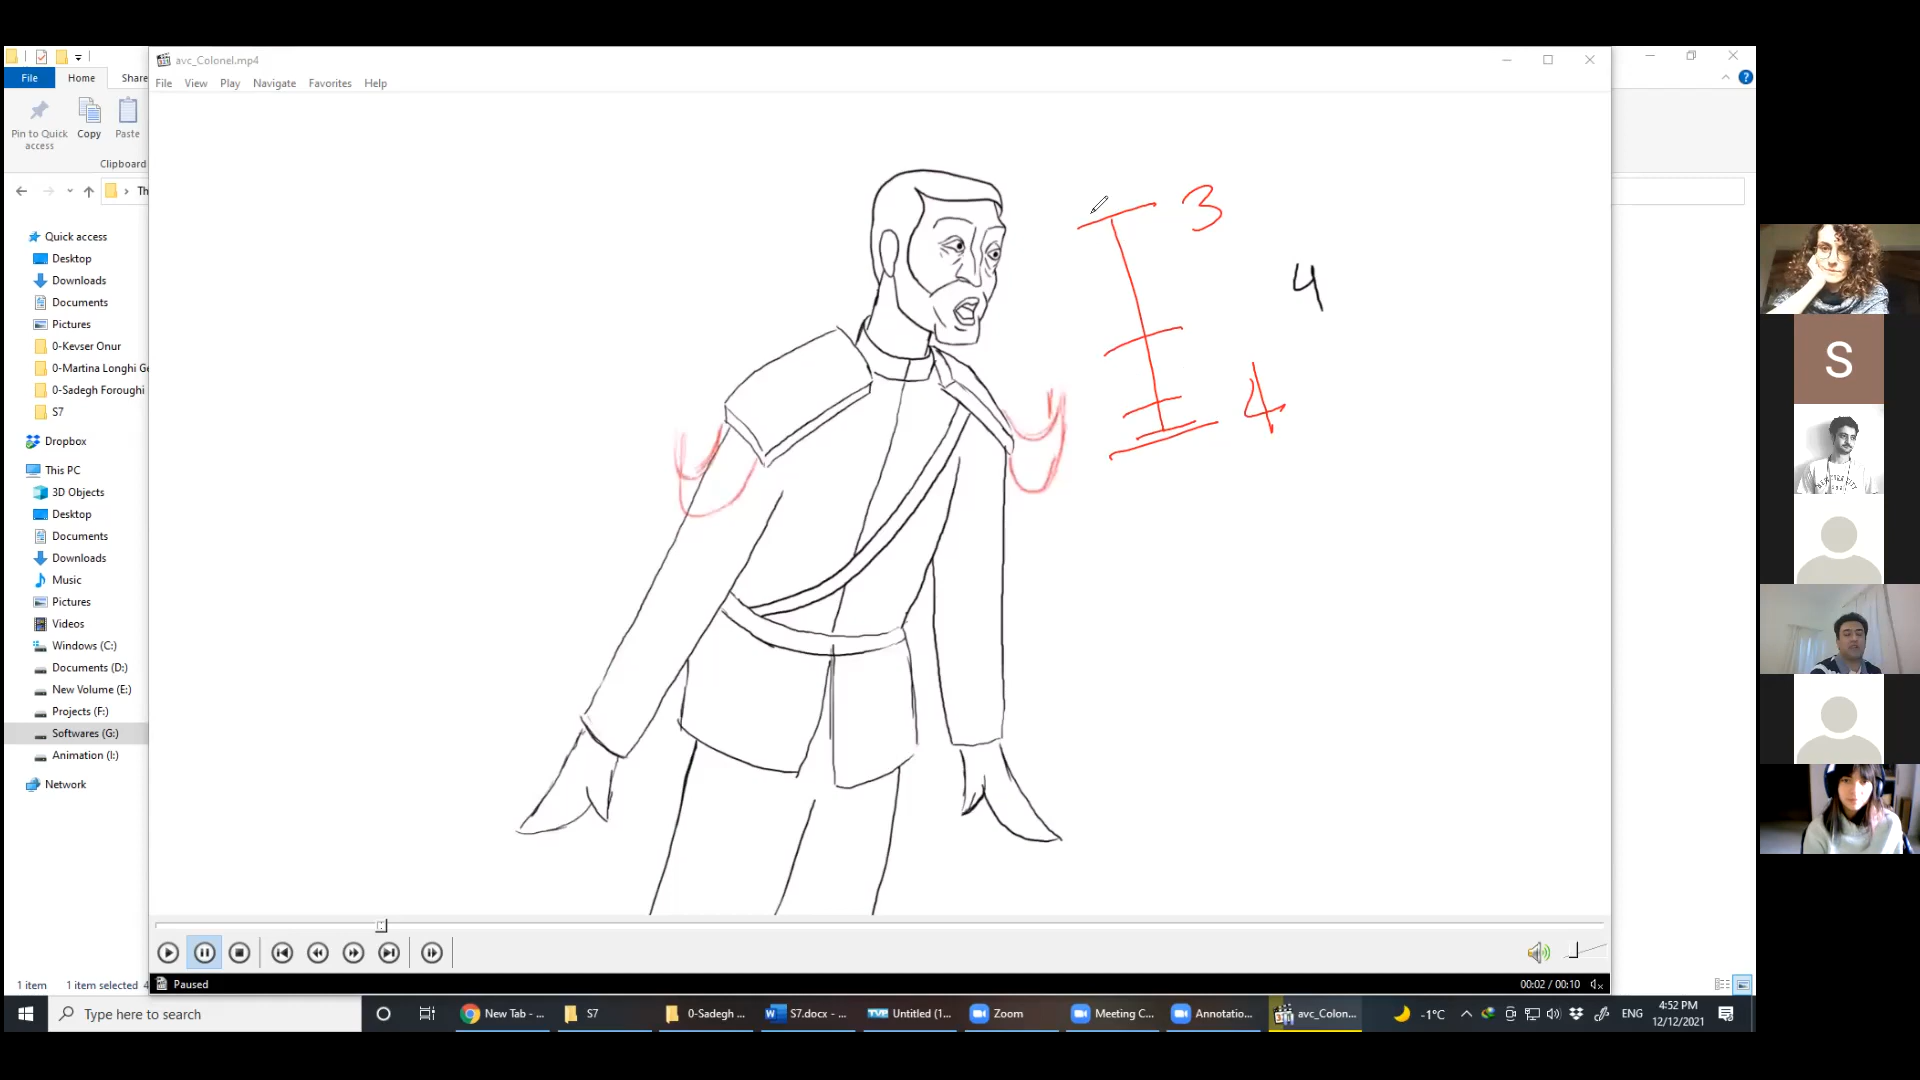 avc_Colonel.mp4
File View Play Navigate Favorites Help
File Home Share
Pin to Quick access
Copy
Paste
Clipboard
Th
Quick access
Desktop
Downloads
Documents
Pictures
0-Kevser Onur
0-Martina Longhi Ge
0-Sadegh Foroughi
S7
Dropbox
This PC
3D Objects
Desktop
Documents
Downloads
Music
Pictures
Videos
Windows (C:)
Documents (D:)
New Volume (E:)
Projects (F:)
Softwares (G:)
Animation (I:)
Network
3
4
4
S
Paused
00:02 / 00:10
1 item 1 item selected 4
Type here to search
New Tab - ...
S7
0-Sadegh ...
S7.docx - ...
Untitled (1...
Zoom
Meeting C...
Annotatio...
avc_Colon...
-1°C
ENG
4:52 PM
12/12/2021